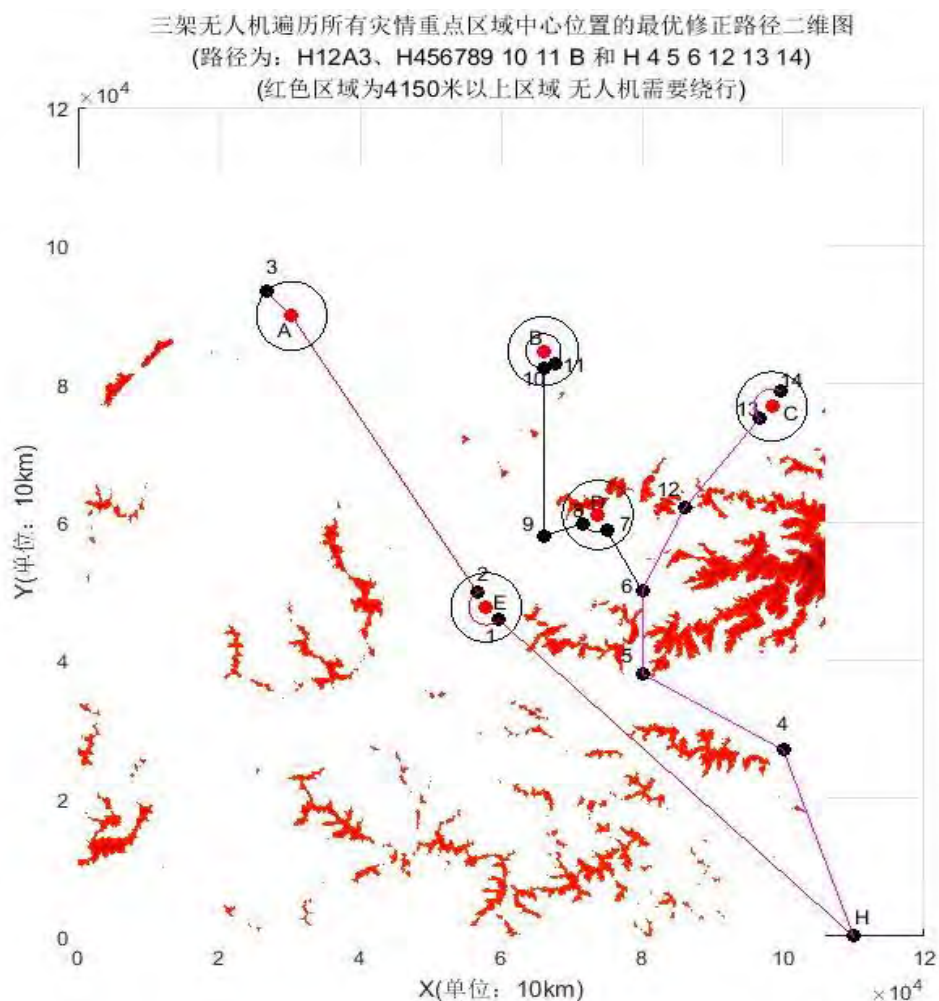 三架无人机遍历所有灾情重点区域中心位置的最优修正路径二维图
(路径为：H12A3、H456789 10 11 B 和 H 4 5 6 12 13 14)
(红色区域为4150米以上区域 无人机需要绕行)
12 ×10⁴
10
8
6
4
2
0
Y(单位：10km)
3
A
B
11
10
14
13
C
12
D
8
7
9
6
2
E
1
5
4
H
0
2
4
6
8
10
12
×10⁴
X(单位：10km)